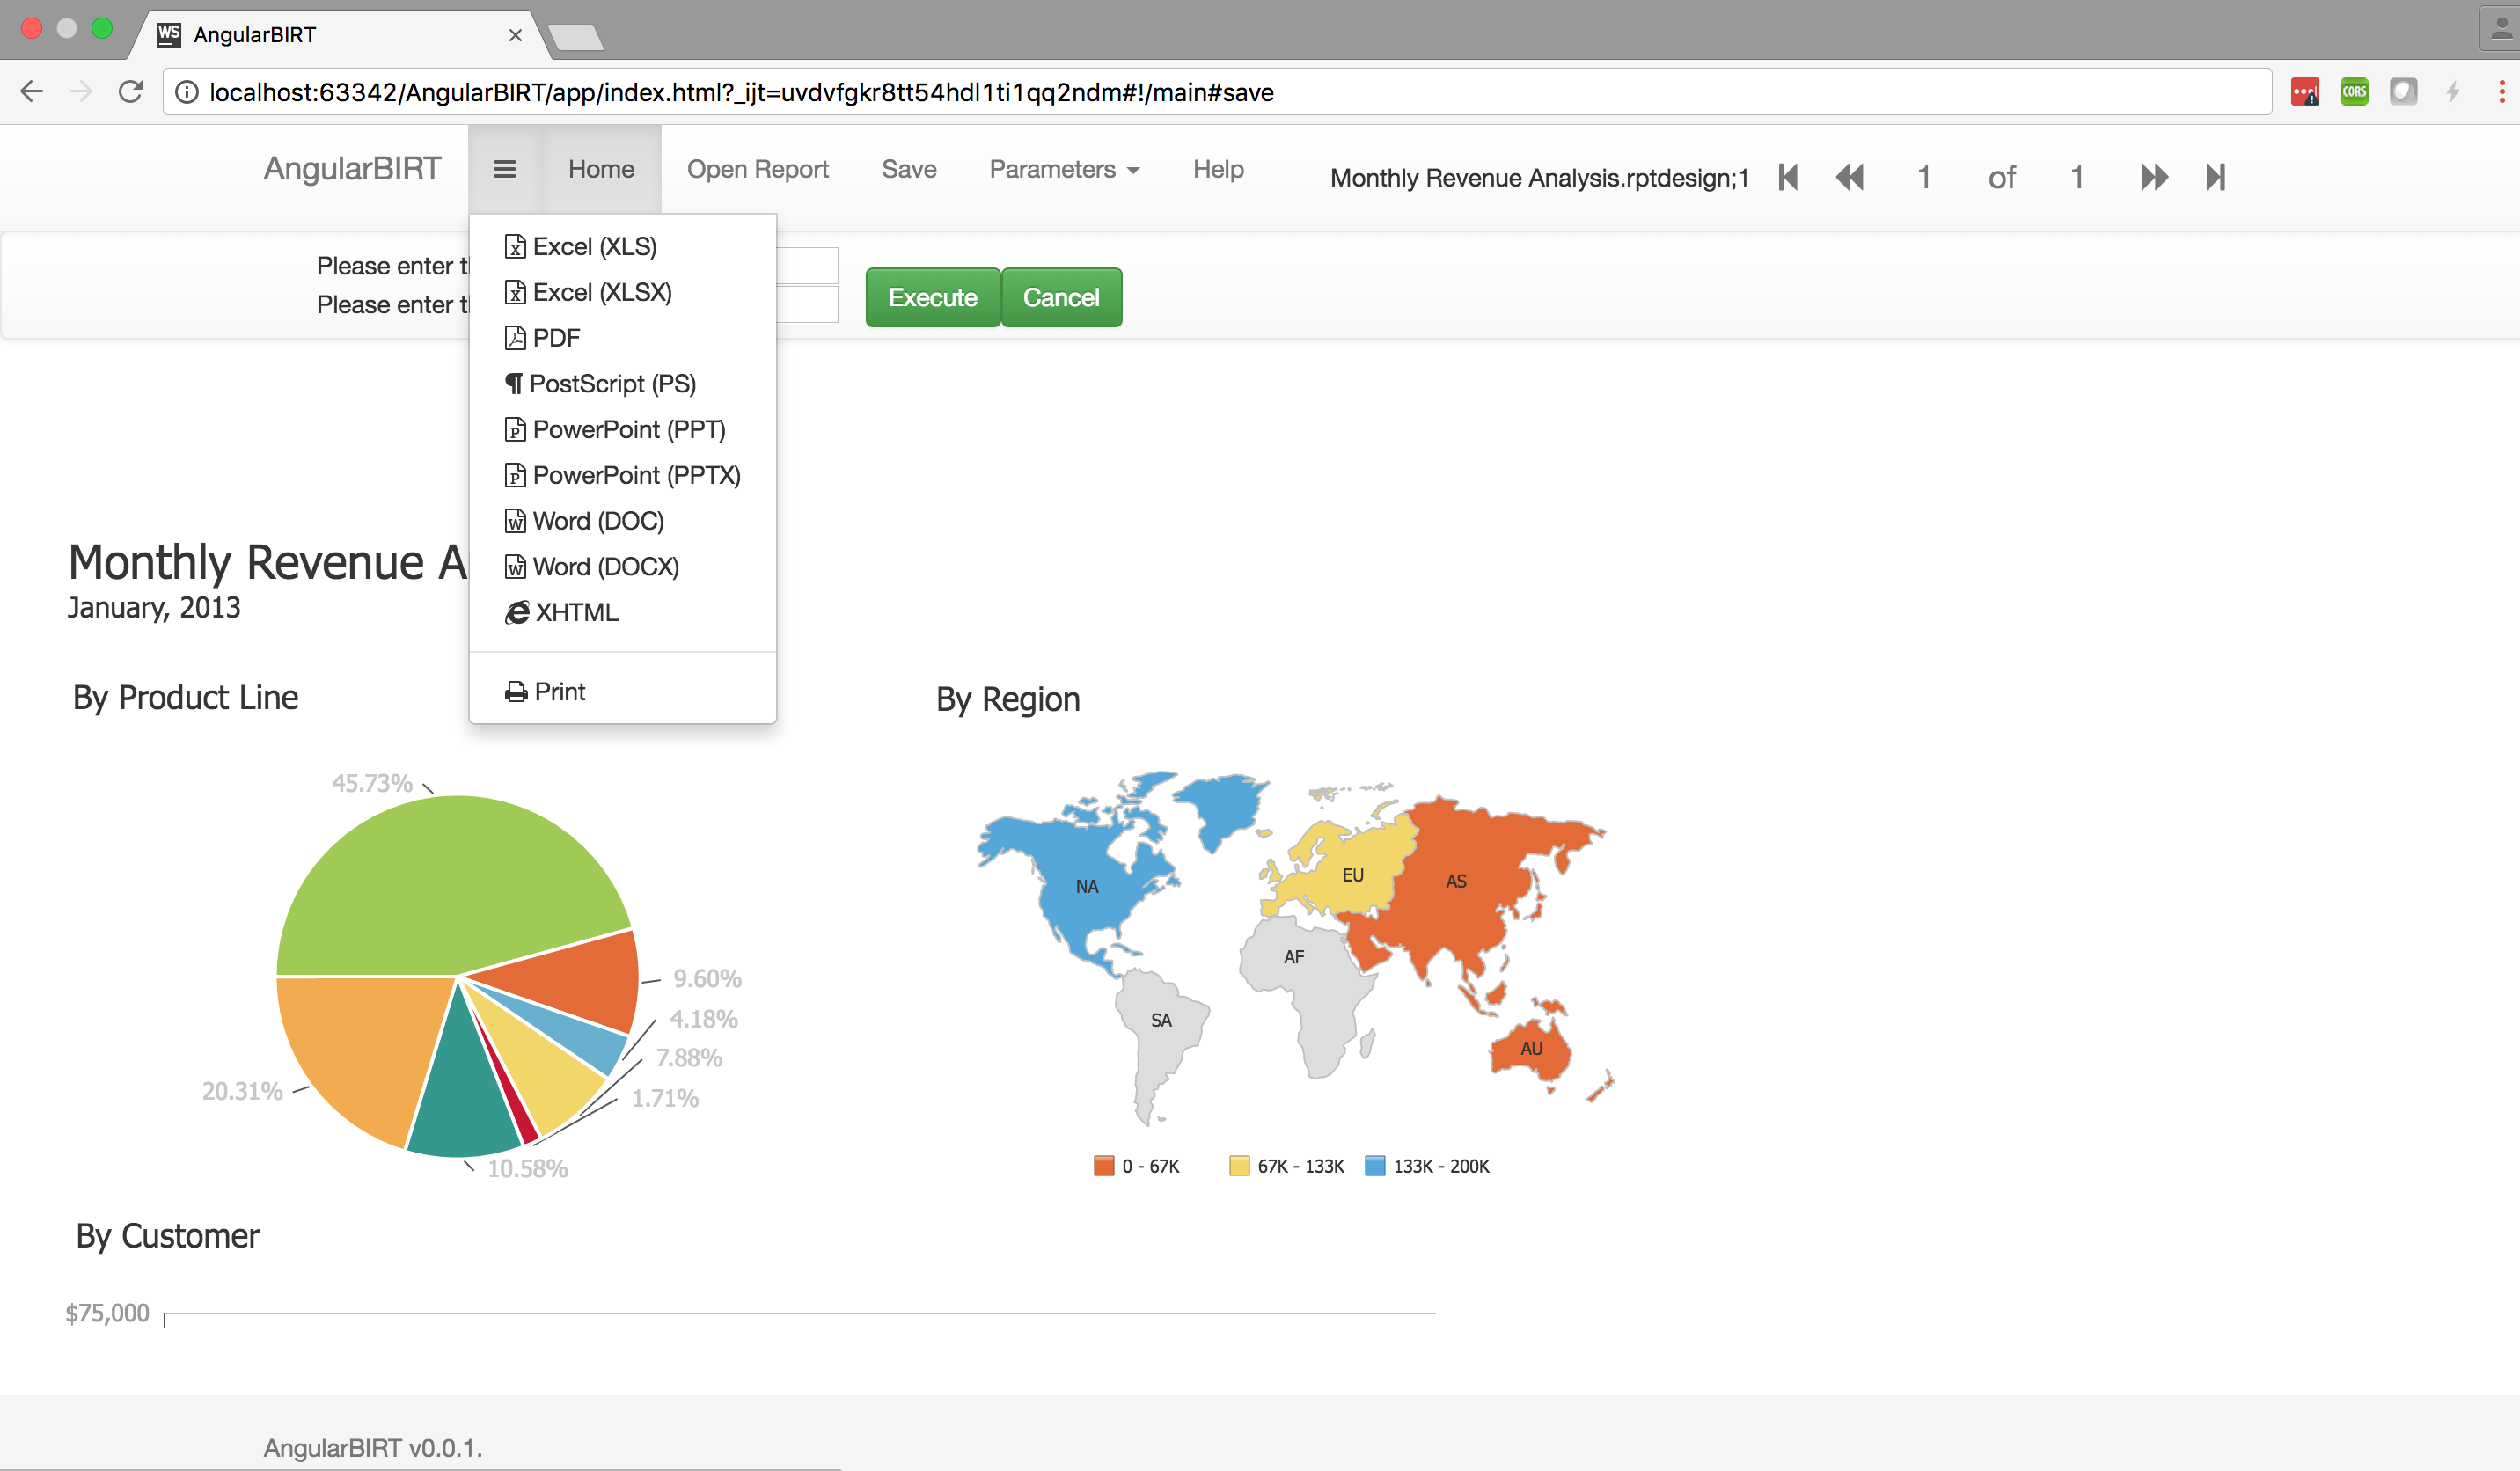 WS AngularBIRT
localhost:63342/AngularBIRT/app/index.html?_ijt=uvdvfgkr8tt54hdl1ti1qq2ndm#!/main#save
CORS
AngularBIRT Home Open Report Save Parameters Help Monthly Revenue Analysis.rptdesign;1 1 of 1
Please enter
Please enter
Execute Cancel
Excel (XLS)
Excel (XLSX)
PDF
PostScript (PS)
PowerPoint (PPT)
PowerPoint (PPTX)
Word (DOC)
Word (DOCX)
XHTML
Print
Monthly Revenue A
January, 2013
By Product Line
45.73%
9.60%
4.18%
7.88%
1.71%
20.31%
10.58%
By Region
NA
EU
AS
AF
SA
AU
0 - 67K 67K - 133K 133K - 200K
By Customer
$75,000
AngularBIRT v0.0.1.